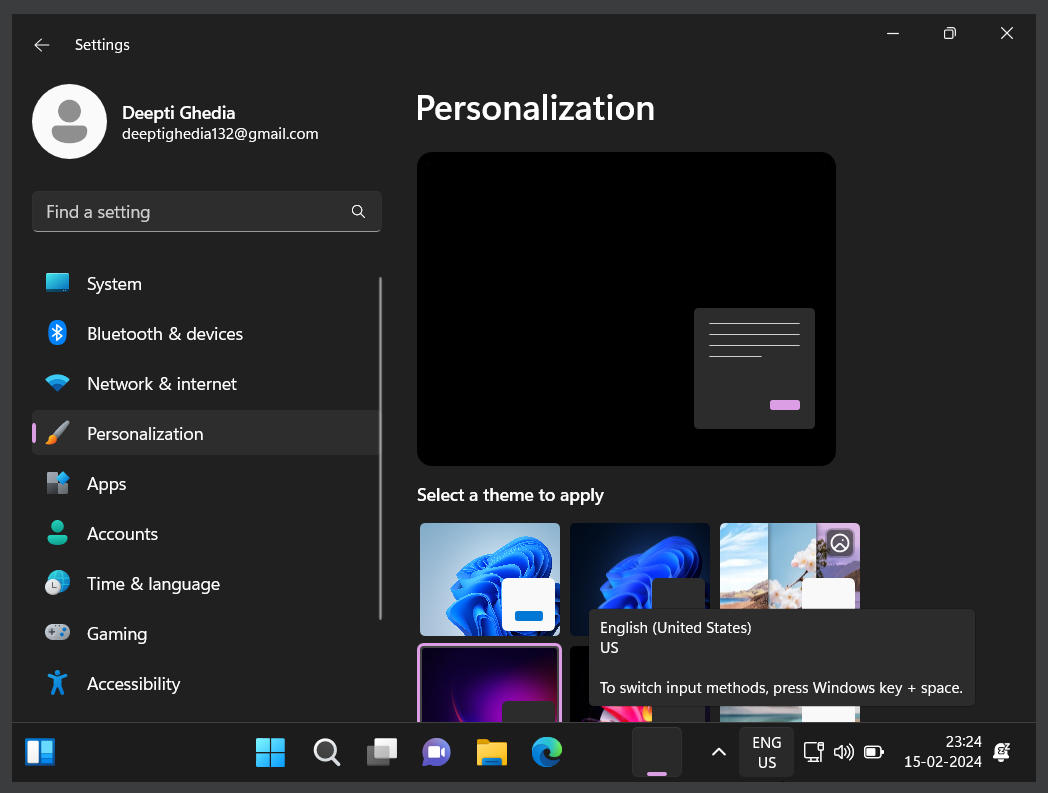 Settings
Deepti Ghedia
deeptighedia132@gmail.com
Find a setting
System
Bluetooth & devices
Network & internet
Personalization
Apps
Accounts
Time & language
Gaming
Accessibility
Personalization
Select a theme to apply
English (United States)
US
To switch input methods, press Windows key + space.
ENG
US
23:24
15-02-2024